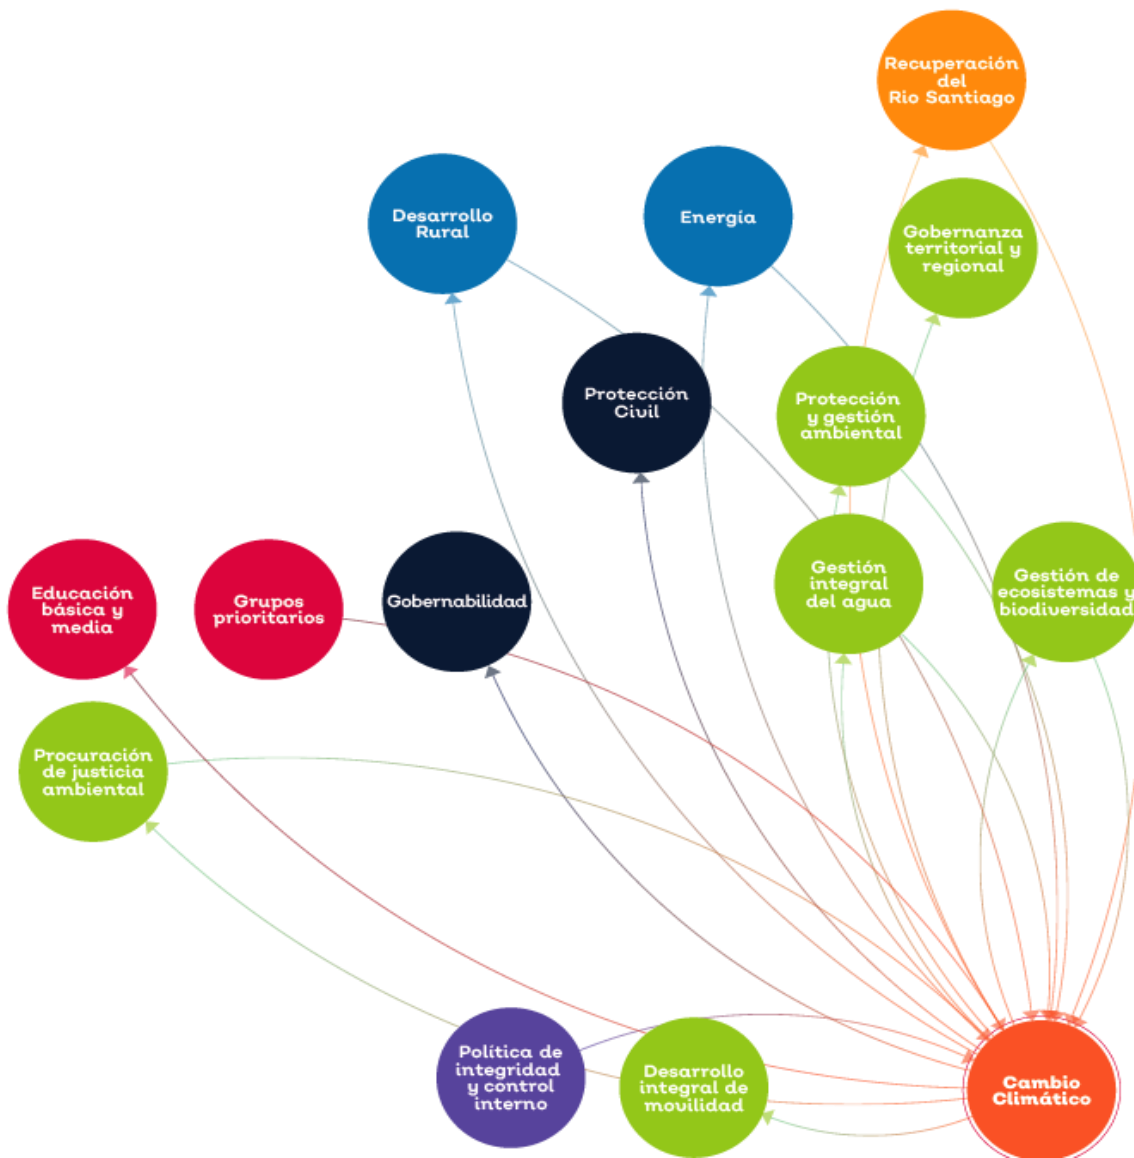 Recuperación
del
Rio Santiago
Desarrollo
Rural
Energía
Gobernanza
territorial y
regional
Protección
Civil
Protección
y gestión
ambiental
Gestión
integral
del agua
Gestión de
ecosistemas y
biodiversidad
Educación
básica y
media
Grupos
prioritarios
Gobernabilidad
Procuración
de justicia
ambiental
Política de
integridad
y control
interno
Desarrollo
integral de
movilidad
Cambio
Climático